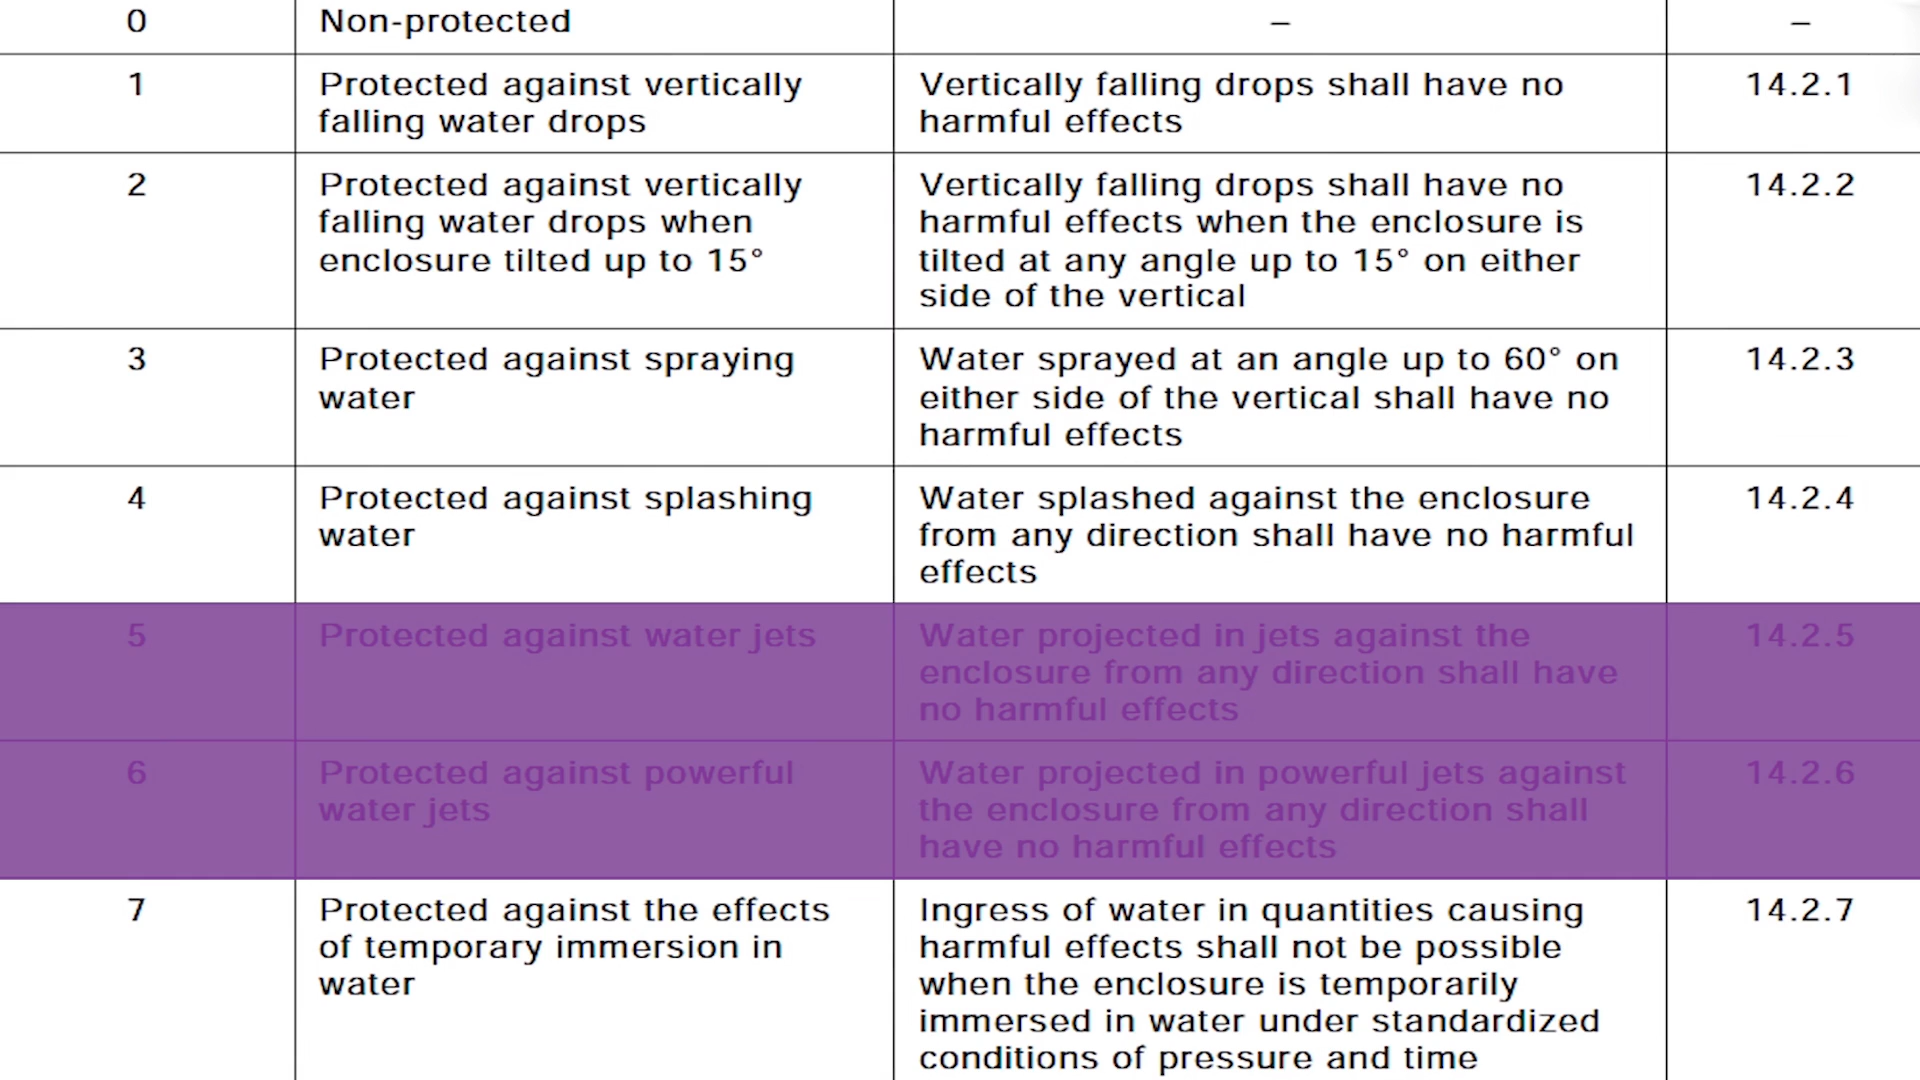 0 Non-protected – –
1 Protected against vertically Vertically falling drops shall have no 14.2.1
falling water drops harmful effects
2 Protected against vertically Vertically falling drops shall have no 14.2.2
falling water drops when harmful effects when the enclosure is
enclosure tilted up to 15° tilted at any angle up to 15° on either
side of the vertical
3 Protected against spraying Water sprayed at an angle up to 60° on 14.2.3
water either side of the vertical shall have no
harmful effects
4 Protected against splashing Water splashed against the enclosure 14.2.4
water from any direction shall have no harmful
effects
5 Protected against water jets Water projected in jets against the 14.2.5
enclosure from any direction shall have
no harmful effects
6 Protected against powerful Water projected in powerful jets against 14.2.6
water jets the enclosure from any direction shall
have no harmful effects
7 Protected against the effects Ingress of water in quantities causing 14.2.7
of temporary immersion in harmful effects shall not be possible
water when the enclosure is temporarily
immersed in water under standardized
conditions of pressure and time